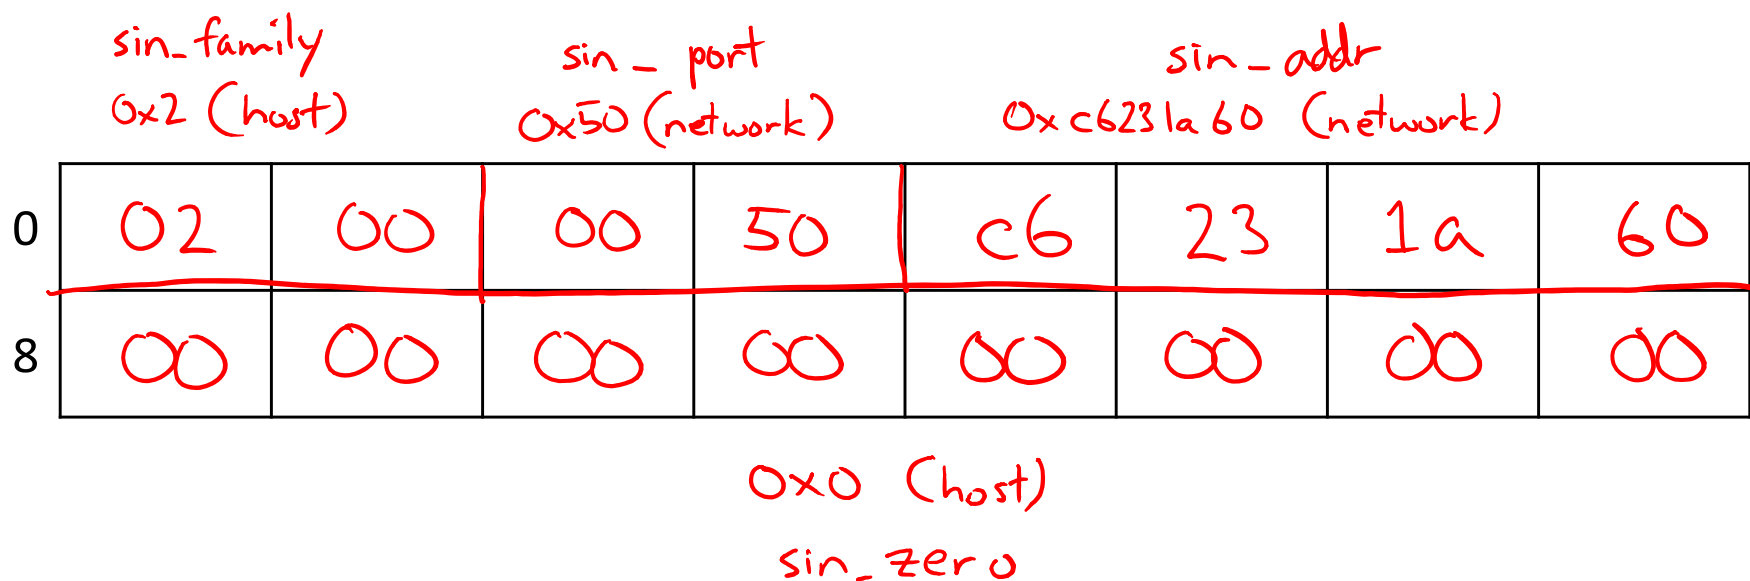 sin_family sin_port sin_addr
0x2 (host) 0x50 (network) 0xc6231a60 (network)
0 02 00 00 50 c6 23 1a 60
8 00 00 00 00 00 00 00 00
0x0 (host)
sin_zero